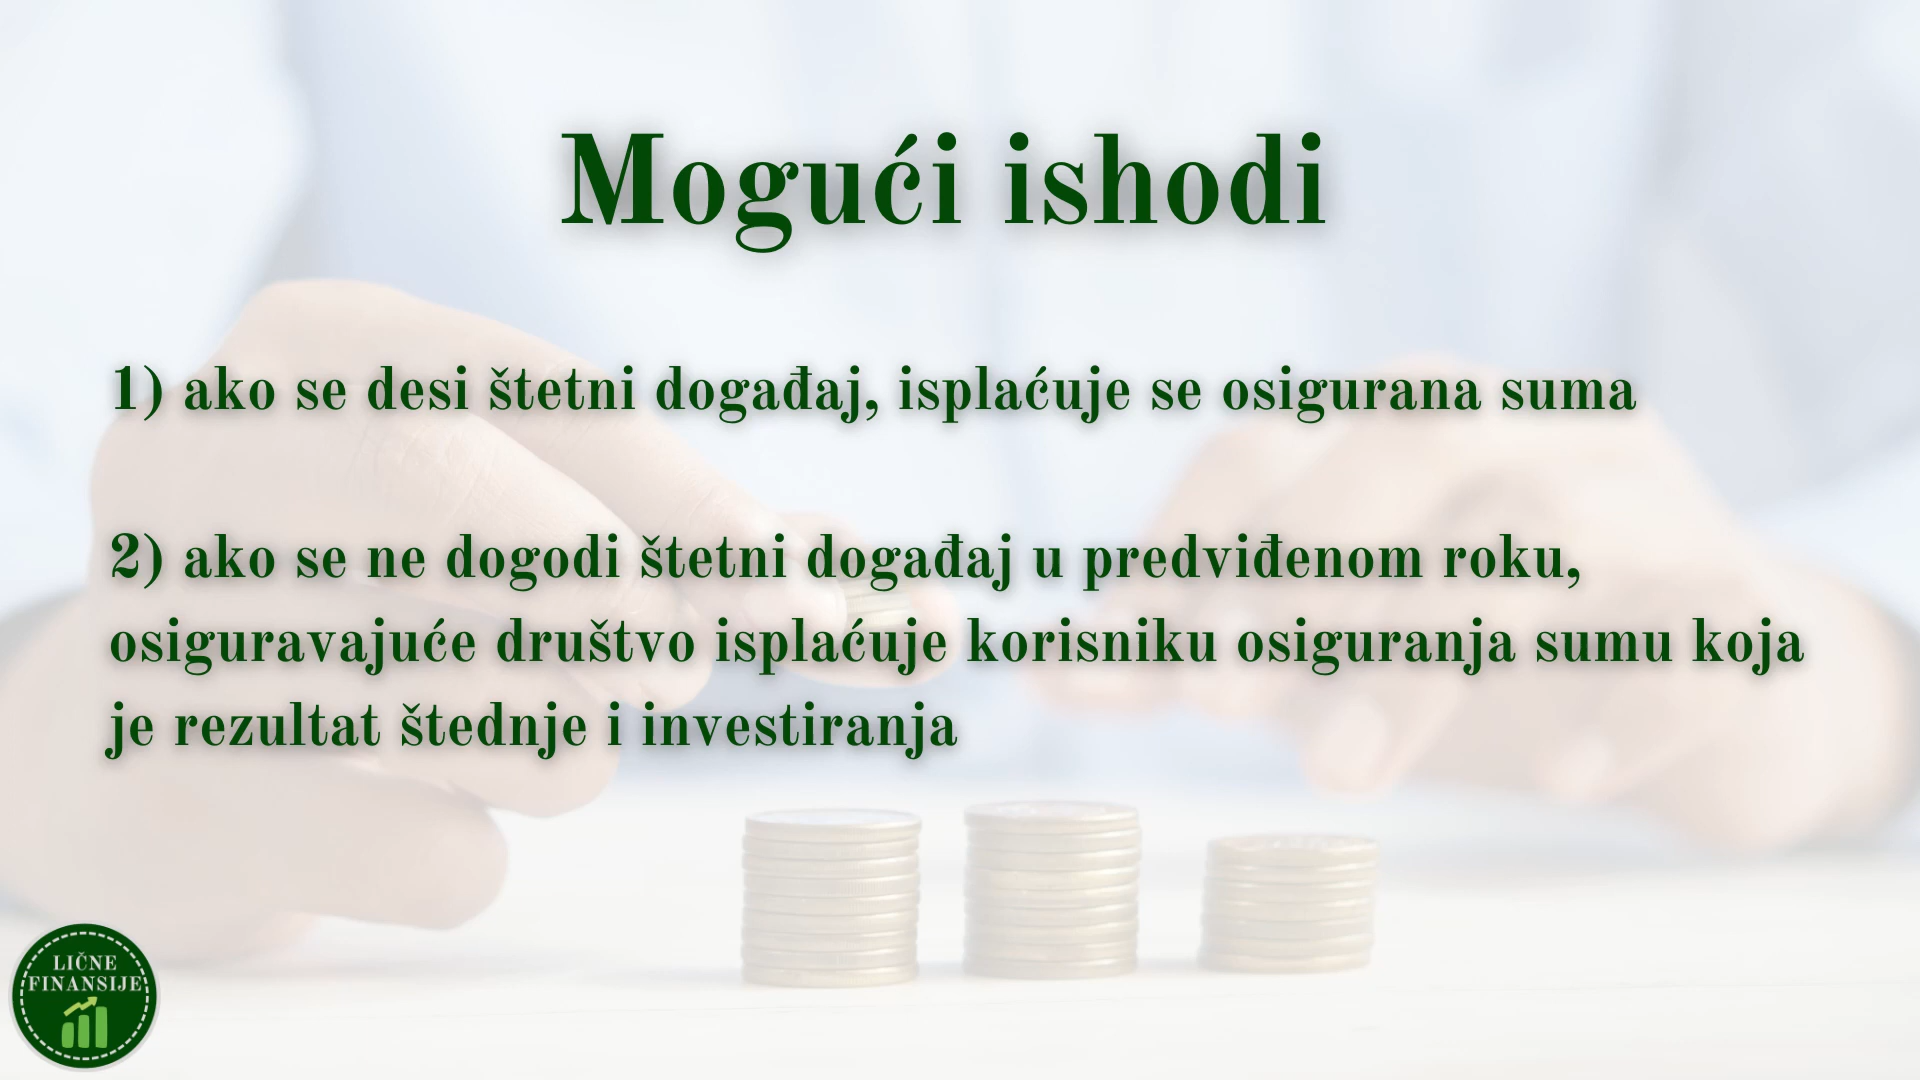 Mogući ishodi
1) ako se desi štetni događaj, isplaćuje se osigurana suma
2) ako se ne dogodi štetni događaj u predviđenom roku,
osiguravajuće društvo isplaćuje korisniku osiguranja sumu koja
je rezultat štednje i investiranja
LIČNE
FINANSIJE